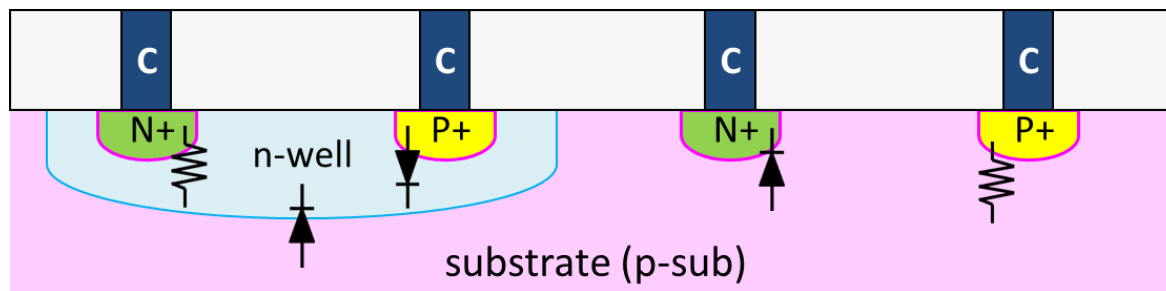 C C C C
N+ P+ N+ P+
n-well
substrate (p-sub)